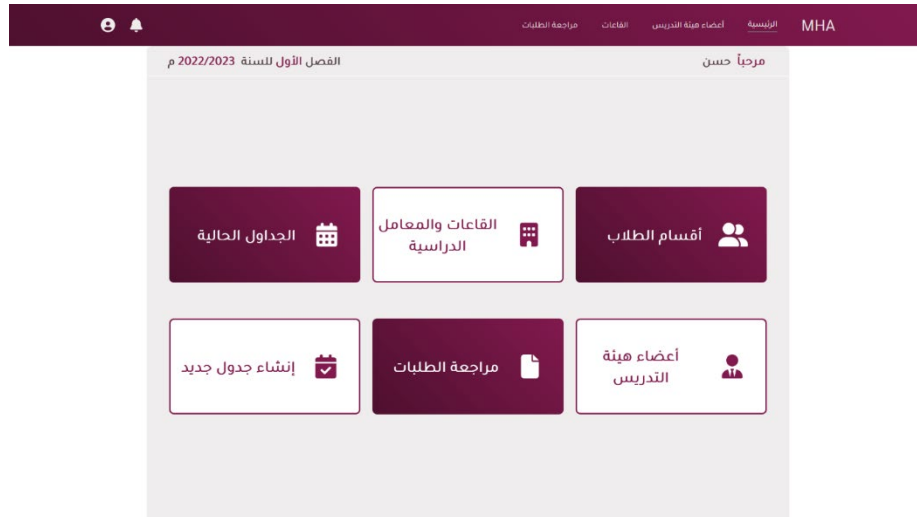 MHA الرئيسية أعضاء هيئة التدريس القاعات مراجعة الطلبات
مرحباً حسن
الفصل الأول للسنة 2022/2023 م
أقسام الطلاب
القاعات والمعامل
الدراسية
الجداول الحالية
أعضاء هيئة
التدريس
مراجعة الطلبات
إنشاء جدول جديد